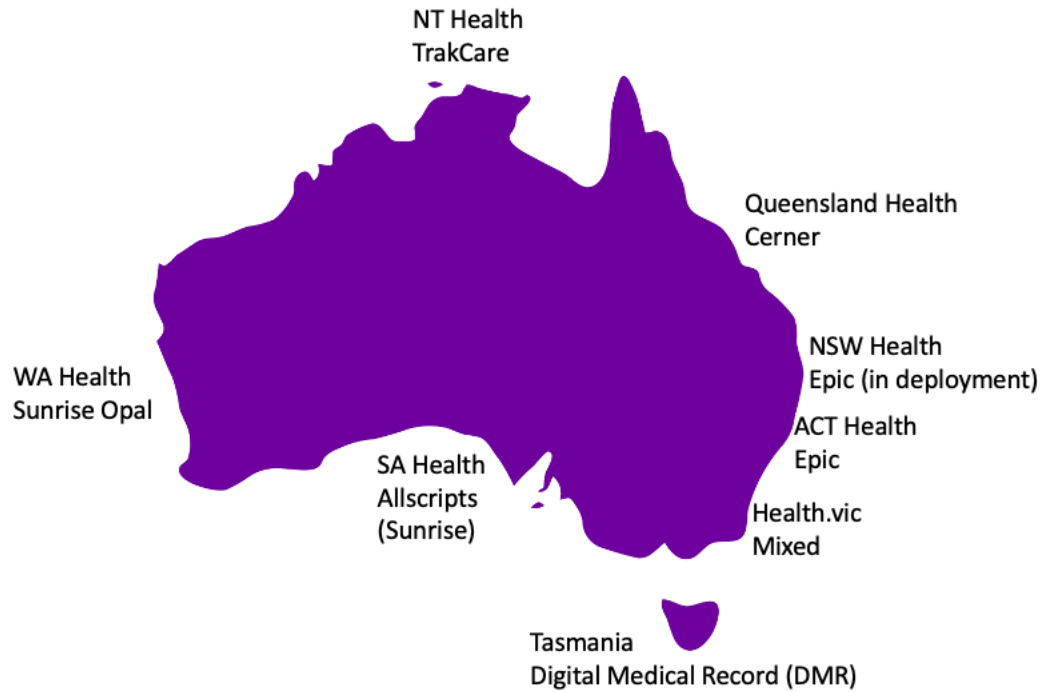 NT Health
TrakCare
Queensland Health
Cerner
NSW Health
Epic (in deployment)
WA Health
Sunrise Opal
ACT Health
Epic
SA Health
Allscripts
(Sunrise)
Health.vic
Mixed
Tasmania
Digital Medical Record (DMR)